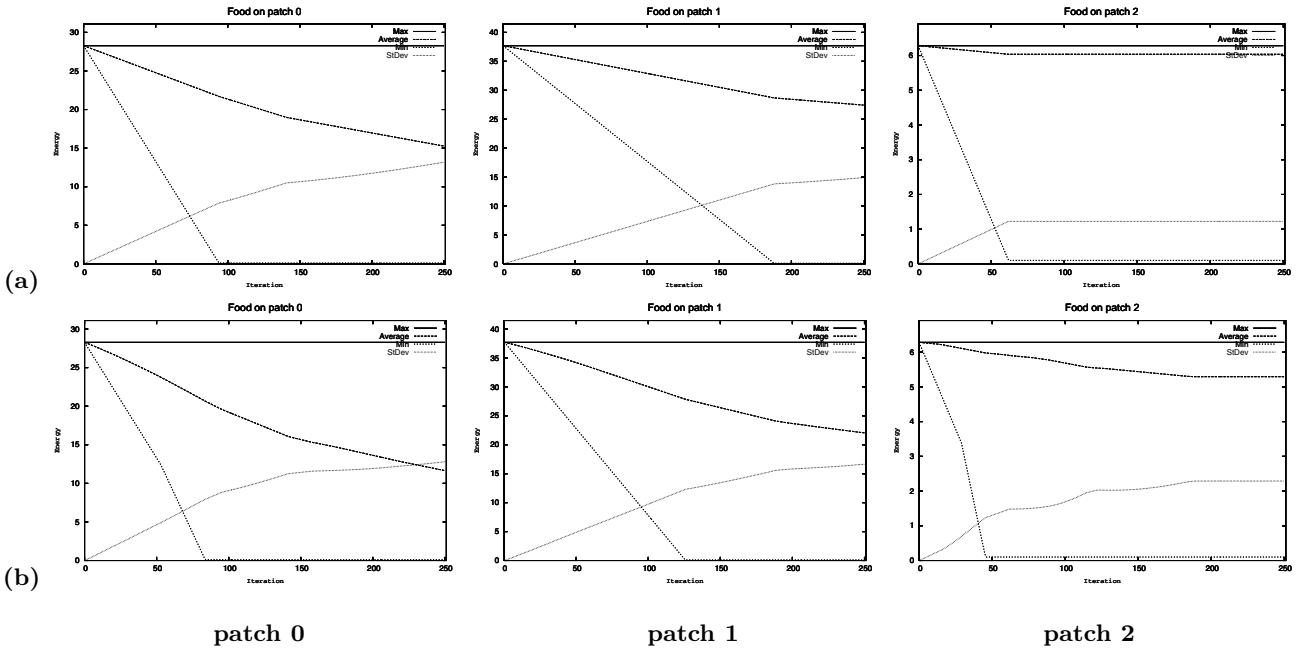 Food on patch 0
Max
Average
Min
StDev
30
25
20
15
10
5
0
Energy
0 50 100 150 200 250
Iteration
Food on patch 1
Max
Average
Min
StDev
40
35
30
25
20
15
10
5
0
Energy
0 50 100 150 200 250
Iteration
Food on patch 2
Max
Average
Min
StDev
6
5
4
3
2
1
0
Energy
0 50 100 150 200 250
Iteration
(a)
Food on patch 0
Max
Average
Min
StDev
30
25
20
15
10
5
0
Energy
0 50 100 150 200 250
Iteration
Food on patch 1
Max
Average
Min
StDev
40
35
30
25
20
15
10
5
0
Energy
0 50 100 150 200 250
Iteration
Food on patch 2
Max
Average
Min
StDev
6
5
4
3
2
1
0
Energy
0 50 100 150 200 250
Iteration
(b)
patch 0 patch 1 patch 2